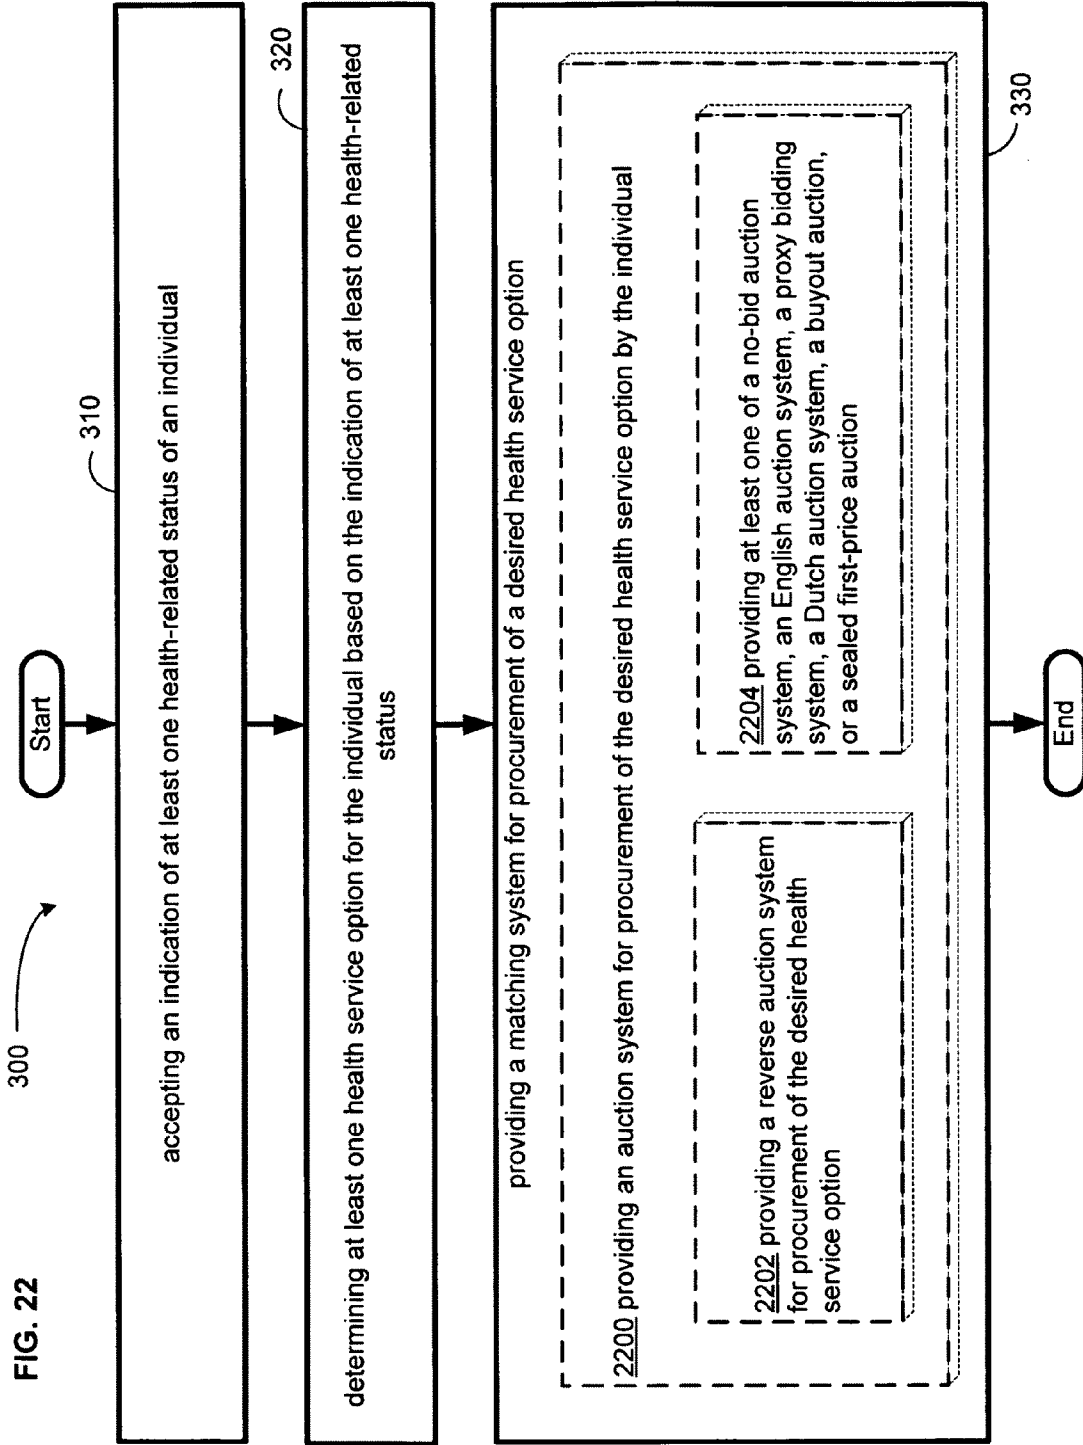 FIG. 22
300
Start
310
accepting an indication of at least one health-related status of an individual
320
determining at least one health service option for the individual based on the indication of at least one health-related
status
providing a matching system for procurement of a desired health service option
2200 providing an auction system for procurement of the desired health service option by the individual
2202 providing a reverse auction system
for procurement of the desired health
service option
2204 providing at least one of a no-bid auction
system, an English auction system, a proxy bidding
system, a Dutch auction system, a buyout auction,
or a sealed first-price auction
330
End